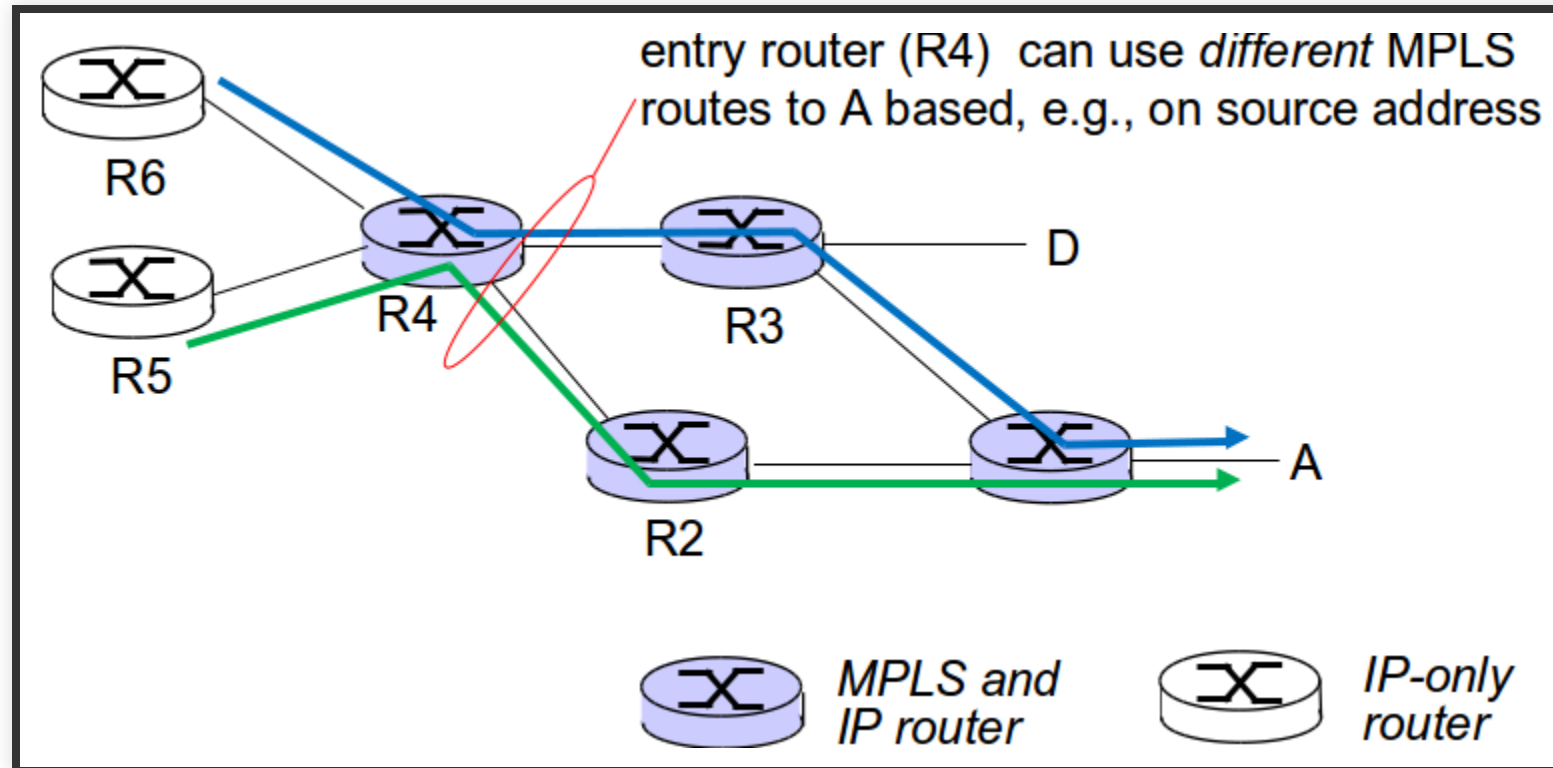 entry router (R4) can use different MPLS
routes to A based, e.g., on source address
R6
R4
R3
D
R5
R2
A
MPLS and
IP router
IP-only
router